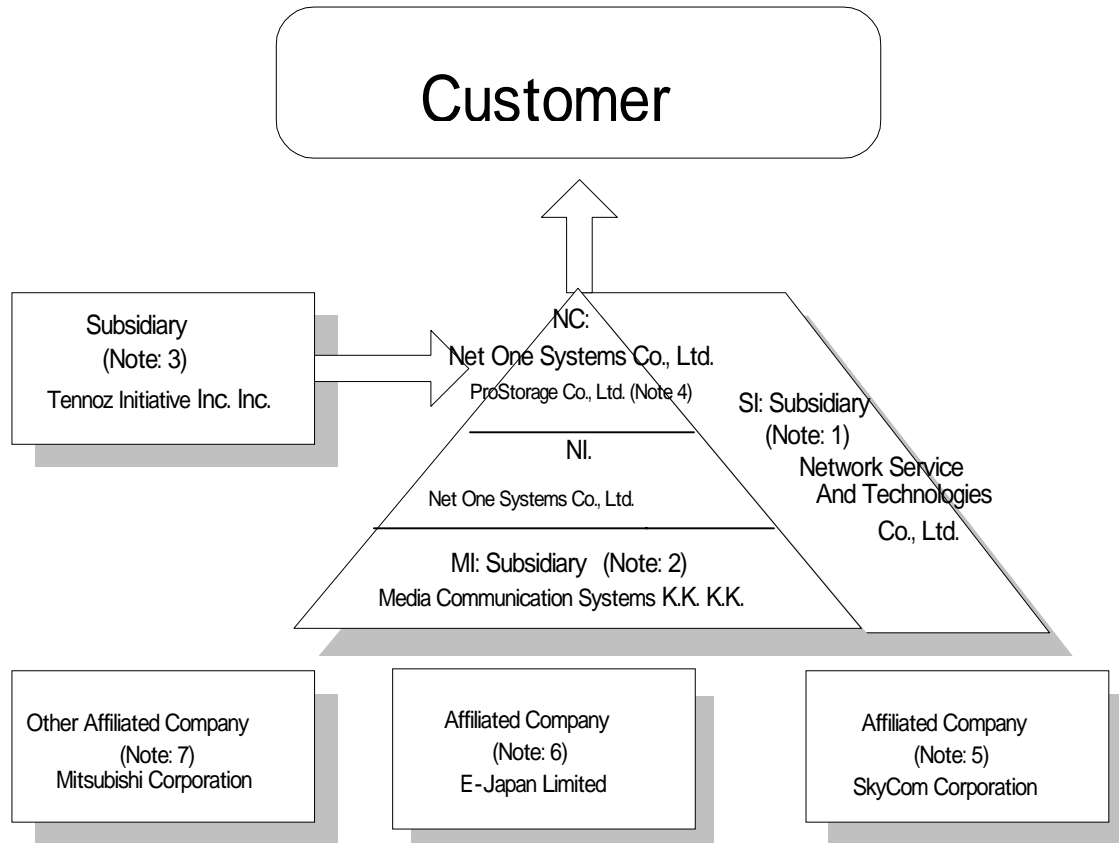 Customer
Subsidiary
(Note: 3)
Tennoz Initiative Inc. Inc.
NC:
Net One Systems Co., Ltd.
ProStorage Co., Ltd. (Note 4)
NI.
Net One Systems Co., Ltd.
MI: Subsidiary (Note: 2)
Media Communication Systems K.K. K.K.
SI: Subsidiary
(Note: 1)
Network Service
And Technologies
Co., Ltd.
Other Affiliated Company
(Note: 7)
Mitsubishi Corporation
Affiliated Company
(Note: 6)
E-Japan Limited
Affiliated Company
(Note: 5)
SkyCom Corporation